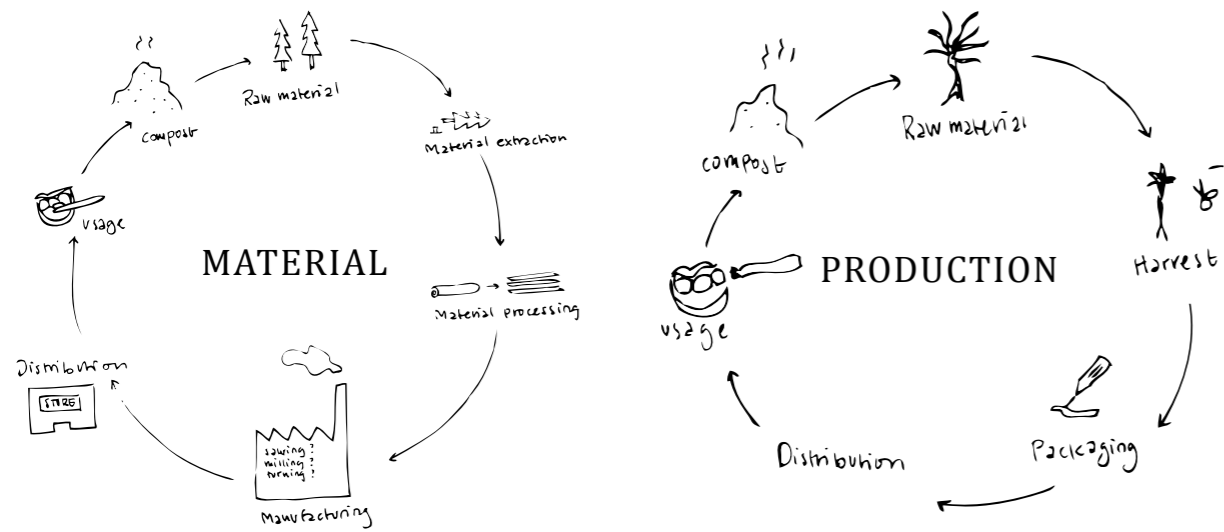 Raw material
Material extraction
Material processing
sawing?
milling?
turning?
Manufacturing
Distribution
STORE
usage
compost
MATERIAL
Raw material
Harvest
Packaging
Distribution
usage
compost
PRODUCTION